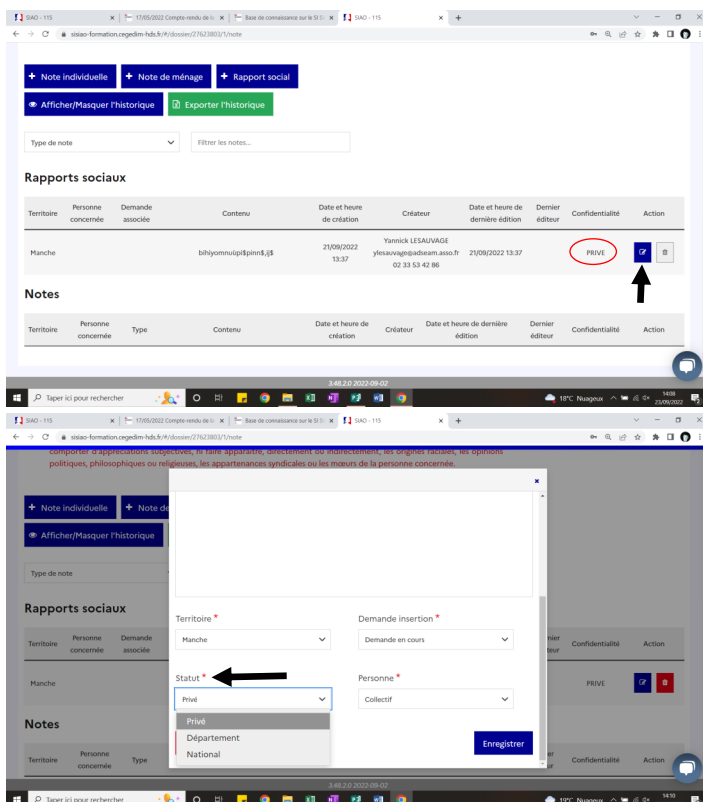 SIAO - 115
17/05/2022 Compte-rendu de la
Base de connaissance sur le SI SI
SIAO - 115
sisiao-formation.cegedim-hds.fr/#/dossier/27623803/1/note
+ Note individuelle + Note de ménage + Rapport social
Afficher/Masquer l'historique Exporter l'historique
Type de note Filtrer les notes...
Rapports sociaux
Territoire Personne concernée Demande associée Contenu Date et heure de création Créateur Date et heure de dernière édition Dernier éditeur Confidentialité Action
Manche bihiyomnuùpi$pinn$,ij$ 21/09/2022 13:37 Yannick LESAUVAGE ylesauvage@adseam.asso.fr 02 33 53 42 86 21/09/2022 13:37 PRIVE
Notes
Territoire Personne concernée Type Contenu Date et heure de création Créateur Date et heure de dernière édition Dernier éditeur Confidentialité Action
3.48.2.0 2022-09-02
Taper ici pour rechercher 18°C Nuageux 14:08
23/09/2022
SIAO - 115
17/05/2022 Compte-rendu de la
Base de connaissance sur le SI SI
SIAO - 115
sisiao-formation.cegedim-hds.fr/#/dossier/27623803/1/note
comporter d'appréciations subjectives, ni faire apparaître, directement ou indirectement, les origines raciales, les opinions
politiques, philosophiques ou religieuses, les appartenances syndicales ou les mœurs de la personne concernée.
+ Note individuelle + Note de
Afficher/Masquer l'historique
Type de note
Rapports sociaux
Territoire Personne concernée Demande associée Confidentialité Action
Manche PRIVE
Notes
Territoire Personne concernée Type Confidentialité Action
Territoire * Demande insertion *
Manche Demande en cours
Statut * Personne *
Privé Collectif
Privé
Département
National
Enregistrer
3.48.2.0 2022-09-02
Taper ici pour rechercher 19°C Nuageux 14:10